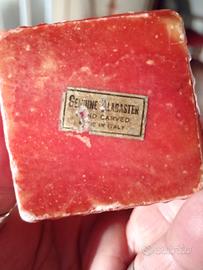 GENUINE ALABASTER
HAND CARVED
MADE IN ITALY